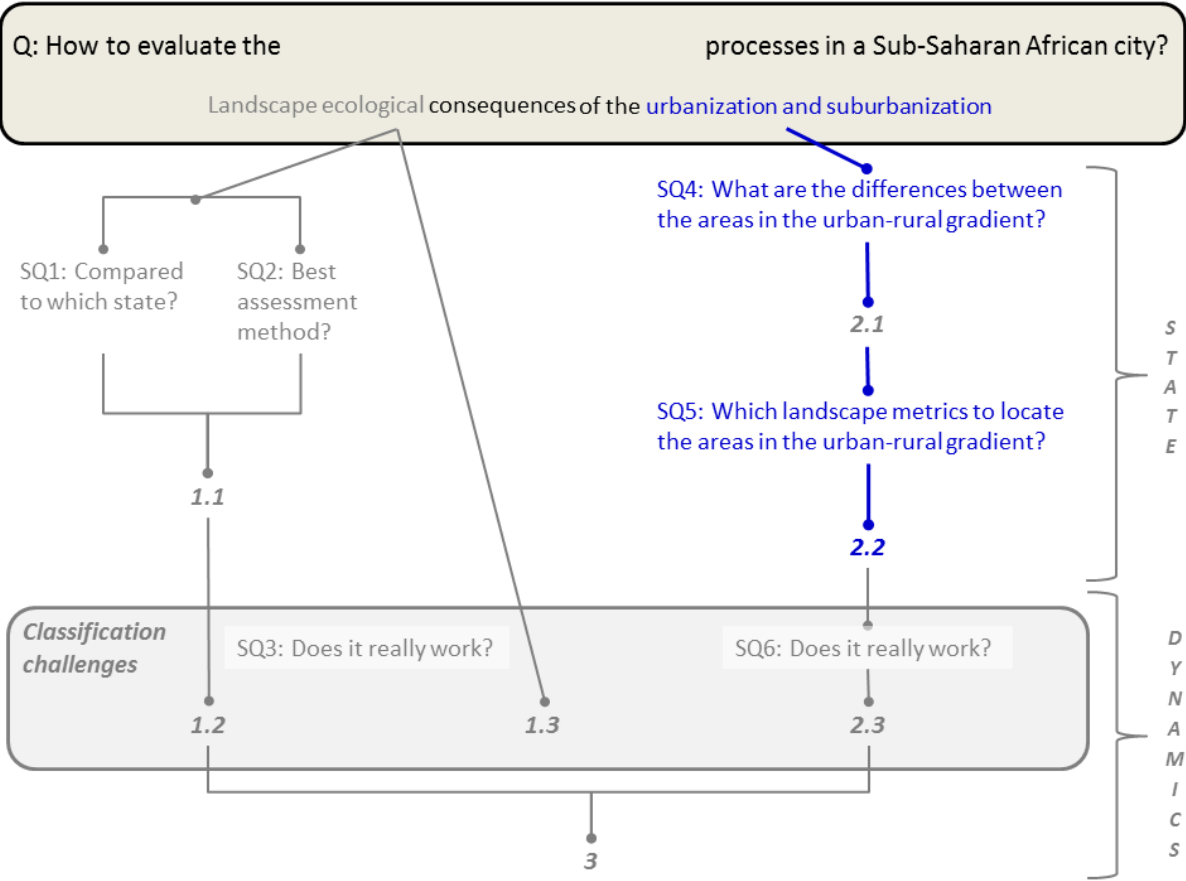 Q: How to evaluate the processes in a Sub-Saharan African city?
Landscape ecological consequences of the urbanization and suburbanization
SQ4: What are the differences between
the areas in the urban-rural gradient?
SQ1: Compared
to which state?
SQ2: Best
assessment
method?
2.1
SQ5: Which landscape metrics to locate
the areas in the urban-rural gradient?
1.1
2.2
STATE
Classification
challenges
SQ3: Does it really work?
SQ6: Does it really work?
1.2
1.3
2.3
3
DYNAMICS